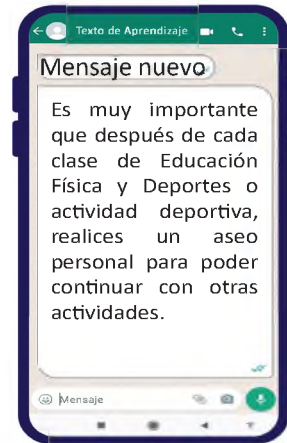 Texto de Aprendizaje
Mensaje nuevo
Es muy importante
que después de cada
clase de Educación
Física y Deportes o
actividad deportiva,
realices un aseo
personal para poder
continuar con otras
actividades.
Mensaje